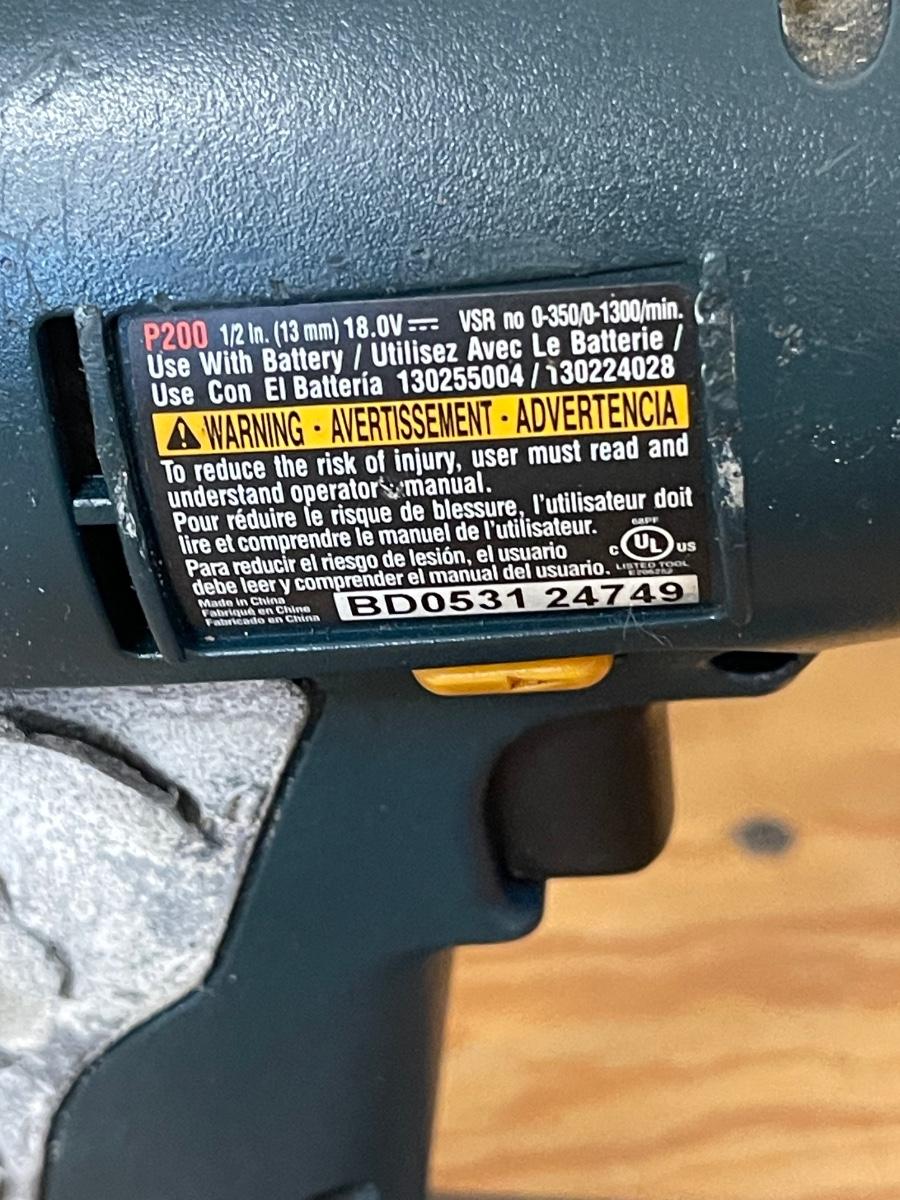 P200 1/2 In. (13 mm) 18.0V⎓ VSR no 0-350/0-1300/min.
Use With Battery / Utilisez Avec Le Batterie /
Use Con El Battería 130255004 / 130224028
⚠WARNING · AVERTISSEMENT · ADVERTENCIA
To reduce the risk of injury, user must read and
understand operator manual.
Pour réduire le risque de blessure, l'utilisateur doit
lire et comprendre le manuel de l'utilisateur.
Para reducir el riesgo de lesión, el usuario
debe leer y comprender el manual del usuario.
68PF
C UL US
LISTED TOOL
Made in China
Fabriqué en Chine
Fabricado en China
BD0531 24749